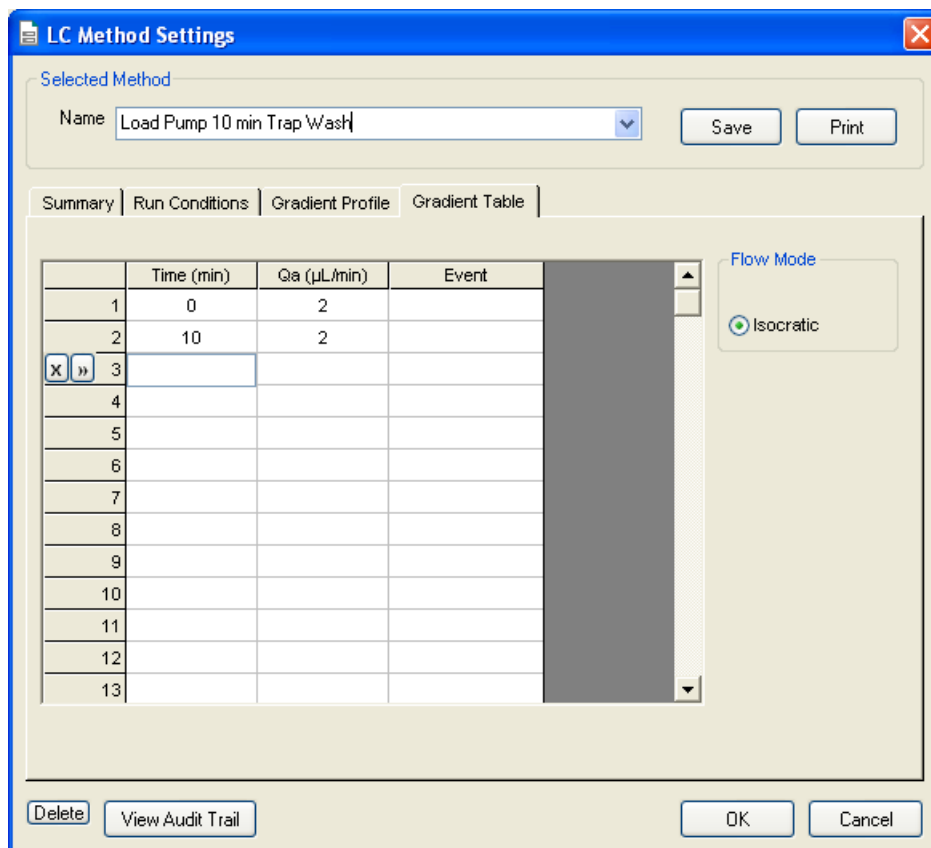 LC Method Settings
Selected Method
Name Load Pump 10 min Trap Wash Save Print
Summary Run Conditions Gradient Profile Gradient Table
Time (min) Qa (µL/min) Event
1 0 2
2 10 2
x » 3
4
5
6
7
8
9
10
11
12
13
Flow Mode
Isocratic
Delete View Audit Trail OK Cancel